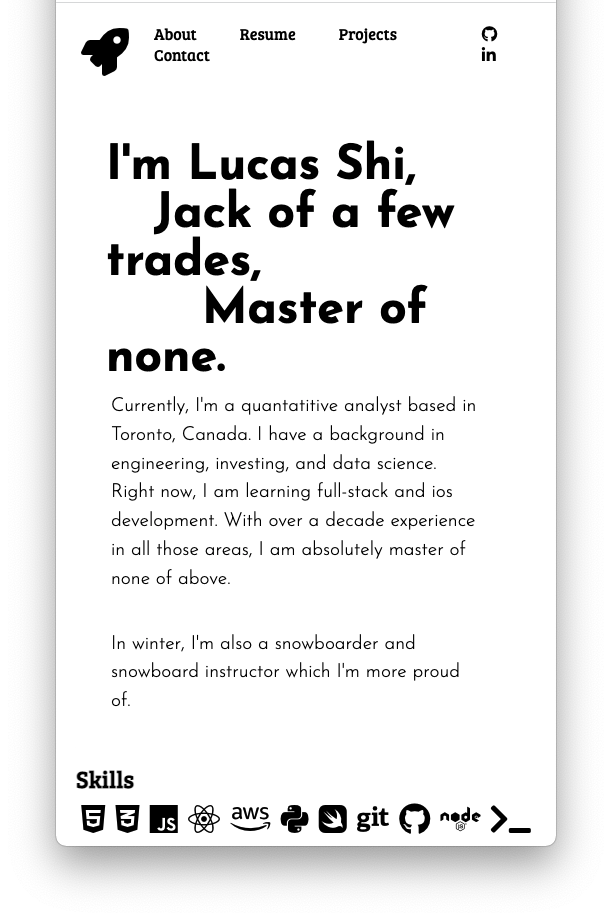 About Resume Projects
Contact
in
I'm Lucas Shi,
Jack of a few
trades,
Master of
none.
Currently, I'm a quantatitive analyst based in
Toronto, Canada. I have a background in
engineering, investing, and data science.
Right now, I am learning full-stack and ios
development. With over a decade experience
in all those areas, I am absolutely master of
none of above.
In winter, I'm also a snowboarder and
snowboard instructor which I'm more proud
of.
Skills
5 3 JS aws git node JS >_